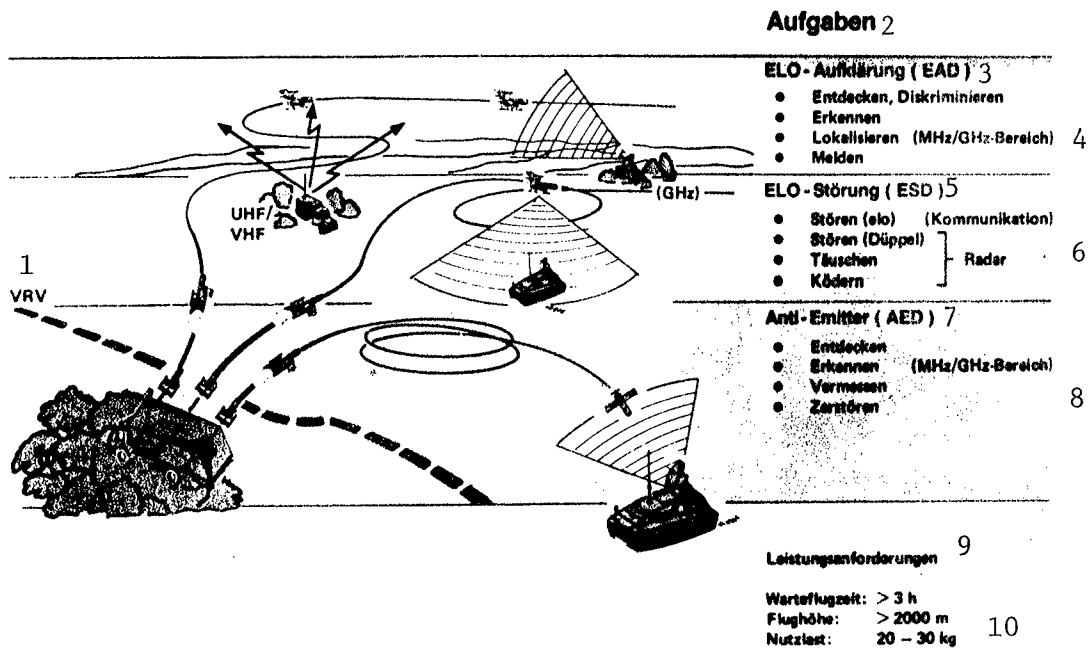 Aufgaben 2
ELO-Aufklärung ( EAD ) 3
● Entdecken, Diskriminieren
● Erkennen
● Lokalisieren (MHz/GHz-Bereich) 4
● Melden
(GHz)
ELO-Störung ( ESD ) 5
UHF/
VHF
● Stören (elo) (Kommunikation)
● Stören (Düppel)
● Täuschen Radar 6
● Ködern
1
VRV
Anti-Emitter ( AED ) 7
● Entdecken
● Erkennen (MHz/GHz-Bereich)
● Vermessen
● Zerstören 8
Leistungsanforderungen 9
Warteflugzeit: > 3 h
Flughöhe: > 2000 m
Nutzlast: 20 – 30 kg 10